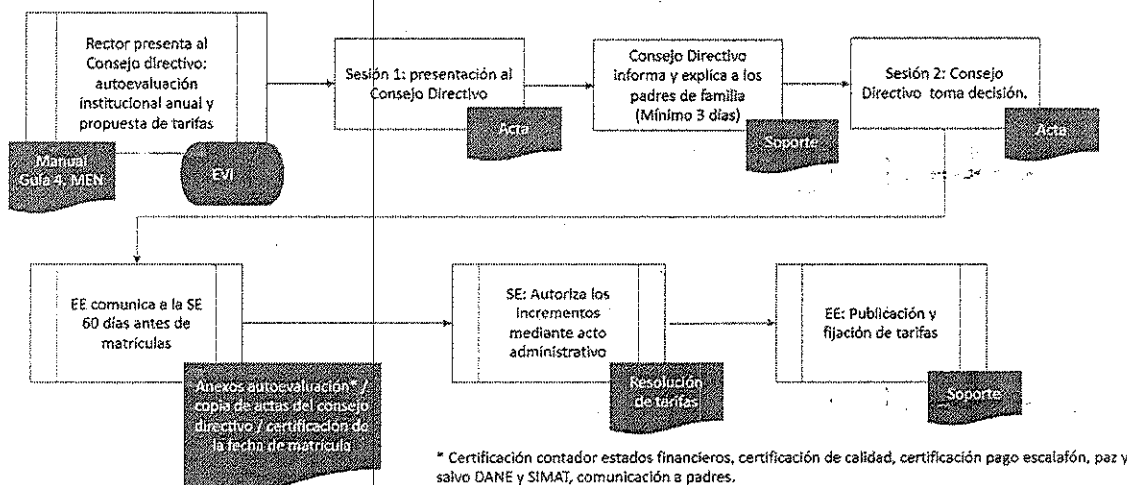 Rector presenta al
Consejo directivo:
autoevaluación
institucional anual y
propuesta de tarifas
Manual
Guía 4. MEN
EVI
Sesión 1: presentación al
Consejo Directivo
Acta
Consejo Directivo
informa y explica a los
padres de familia
(Mínimo 3 días)
Soporte
Sesión 2: Consejo
Directivo toma decisión.
Acta
EE comunica a la SE
60 días antes de
matrículas
Anexos autoevaluación* /
copia de actas del consejo
directivo / certificación de
la fecha de matrícula
SE: Autoriza los
incrementos
mediante acto
administrativo
Resolución
de tarifas
EE: Publicación y
fijación de tarifas
Soporte
* Certificación contador estados financieros, certificación de calidad, certificación pago escalafón, paz y
salvo DANE y SIMAT, comunicación a padres.